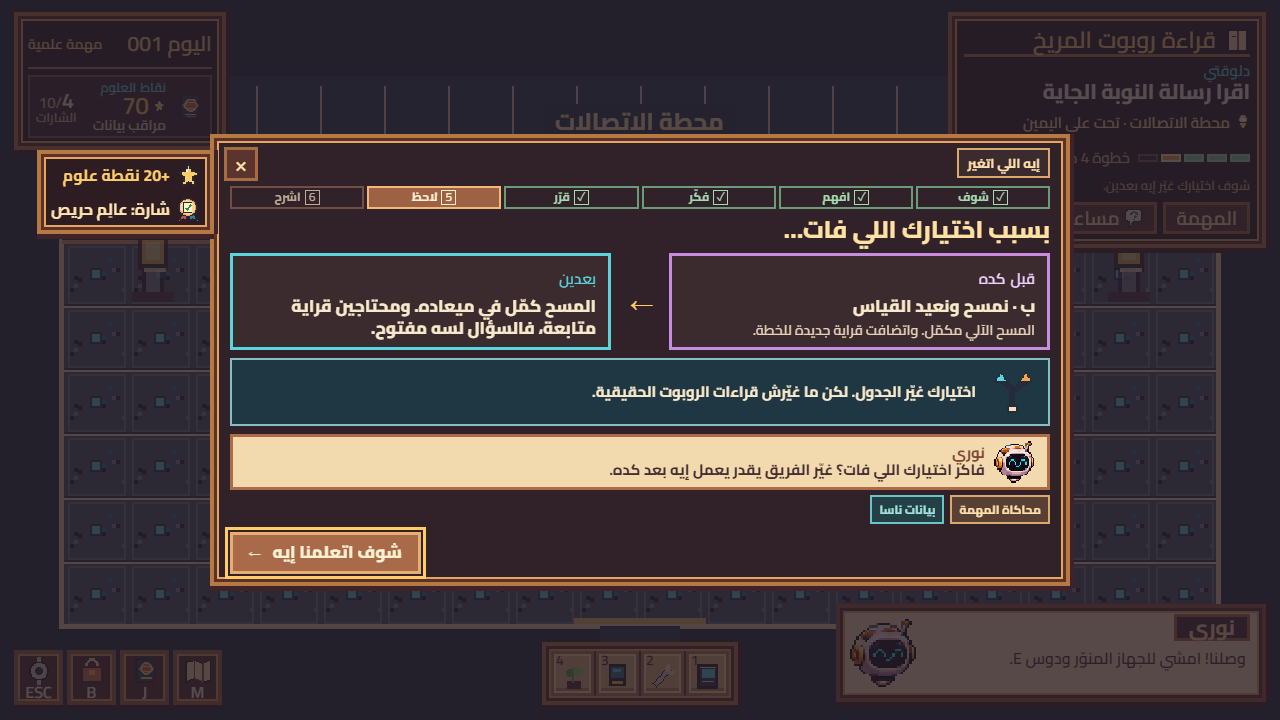 قراءة روبوت المريخ
دلوقتي
اقرا رسالة النوبة الجاية
محطة الاتصالات · تحت على اليمين
خطوة 4
شوف اختيارك غيّر إيه بعدين.
المهمة
مساعد
اليوم 001
مهمة علمية
نقاط العلوم
70
مراقب بيانات
10/4
الشارات
+20 نقطة علوم
شارة: عالِم حريص
محطة الاتصالات
إيه اللي اتغير
×
شوف
افهم
فكّر
قرّر
5 لاحظ
6 اشرح
بسبب اختيارك اللي فات...
قبل كده
ب · نمسح ونعيد القياس
المسح الآلي مكمّل. واتضافت قراية جديدة للخطة.
←
بعدين
المسح كمّل في ميعاده. ومحتاجين قراية
متابعة، فالسؤال لسه مفتوح.
اختيارك غيّر الجدول. لكن ما غيّرش قراءات الروبوت الحقيقية.
نوري
فاكر اختيارك اللي فات؟ غيّر الفريق يقدر يعمل إيه بعد كده.
محاكاة المهمة
بيانات ناسا
شوف اتعلمنا إيه ←
نوري
وصلنا! امشي للجهاز المنوّر ودوس E.
1
2
3
4
ESC
B
J
M